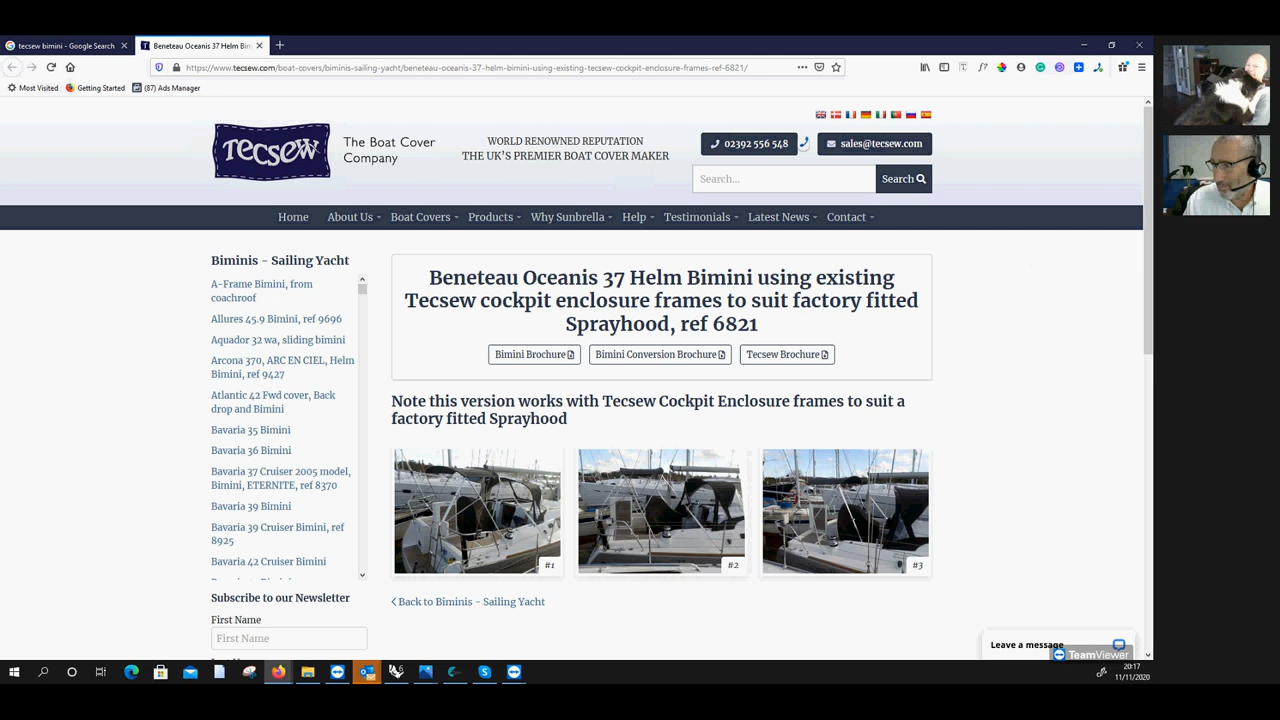 tecsew bimini - Google Search
Beneteau Oceanis 37 Helm Bim
https://www.tecsew.com/boat-covers/biminis-sailing-yacht/beneteau-oceanis-37-helm-bimini-using-existing-tecsew-cockpit-enclosure-frames-ref-6821/
Most Visited
Getting Started
(87) Ads Manager
TECSEW
The Boat Cover
Company
WORLD RENOWNED REPUTATION
THE UK'S PREMIER BOAT COVER MAKER
02392 556 548
sales@tecsew.com
Search...
Search
Home
About Us
Boat Covers
Products
Why Sunbrella
Help
Testimonials
Latest News
Contact
Biminis - Sailing Yacht
A-Frame Bimini, from
coachroof
Allures 45.9 Bimini, ref 9696
Aquador 32 wa, sliding bimini
Arcona 370, ARC EN CIEL, Helm
Bimini, ref 9427
Atlantic 42 Fwd cover, Back
drop and Bimini
Bavaria 35 Bimini
Bavaria 36 Bimini
Bavaria 37 Cruiser 2005 model,
Bimini, ETERNITE, ref 8370
Bavaria 39 Bimini
Bavaria 39 Cruiser Bimini, ref
8925
Bavaria 42 Cruiser Bimini
Subscribe to our Newsletter
First Name
First Name
Beneteau Oceanis 37 Helm Bimini using existing
Tecsew cockpit enclosure frames to suit factory fitted
Sprayhood, ref 6821
Bimini Brochure
Bimini Conversion Brochure
Tecsew Brochure
Note this version works with Tecsew Cockpit Enclosure frames to suit a
factory fitted Sprayhood
#1
#2
#3
Back to Biminis - Sailing Yacht
Leave a message
TeamViewer
20:17
11/11/2020